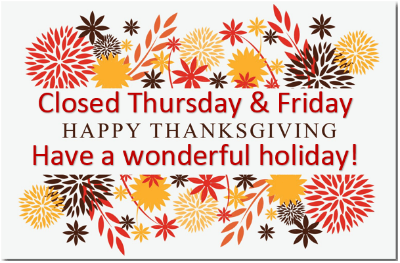 Closed Thursday & Friday
HAPPY THANKSGIVING
Have a wonderful holiday!